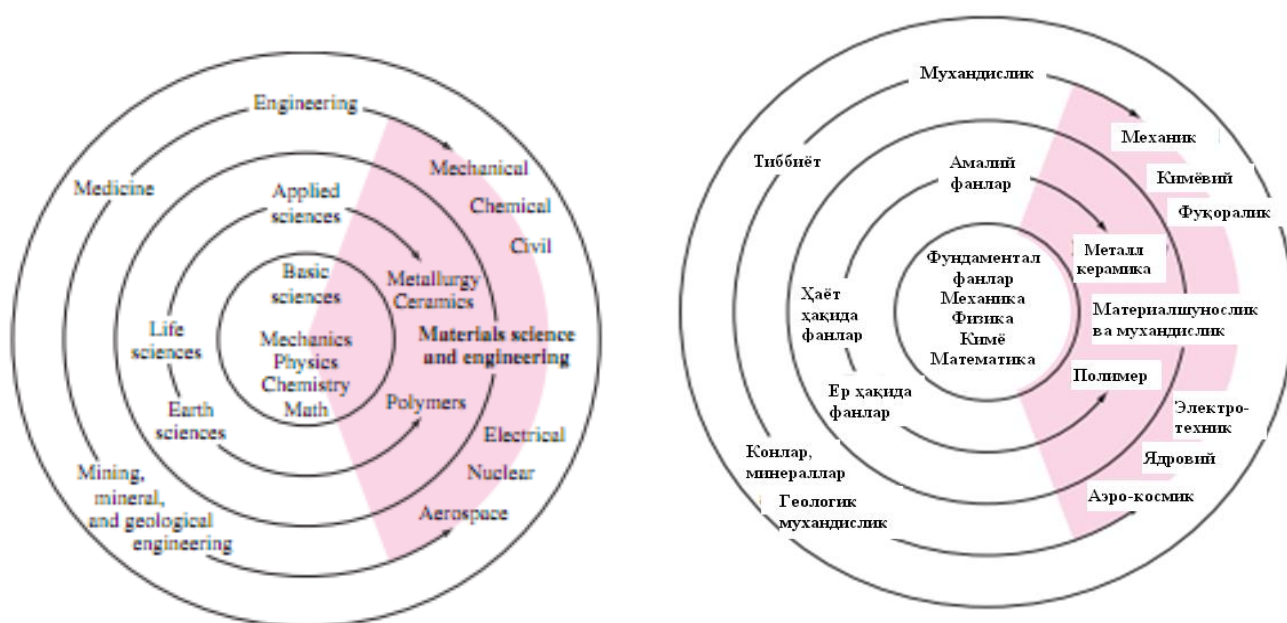 Engineering
Medicine
Applied
sciences
Mechanical
Chemical
Civil
Basic
sciences
Metallurgy
Ceramics
Life
sciences
Mechanics
Physics
Chemistry
Math
Materials science
and engineering
Earth
sciences
Polymers
Electrical
Nuclear
Aerospace
Mining,
mineral,
and geological
engineering
Мухандислик
Тиббиёт
Амалий
фанлар
Механик
Кимёвий
Фуқоралик
Фундаментал
фанлар
Механика
Физика
Кимё
Математика
Металл
керамика
Ҳаёт
ҳақида
фанлар
Материалшунослик
ва мухандислик
Ер ҳақида
фанлар
Полимер
Электро-
техник
Ядровий
Аэро-космик
Конлар,
минераллар
Геологик
мухандислик